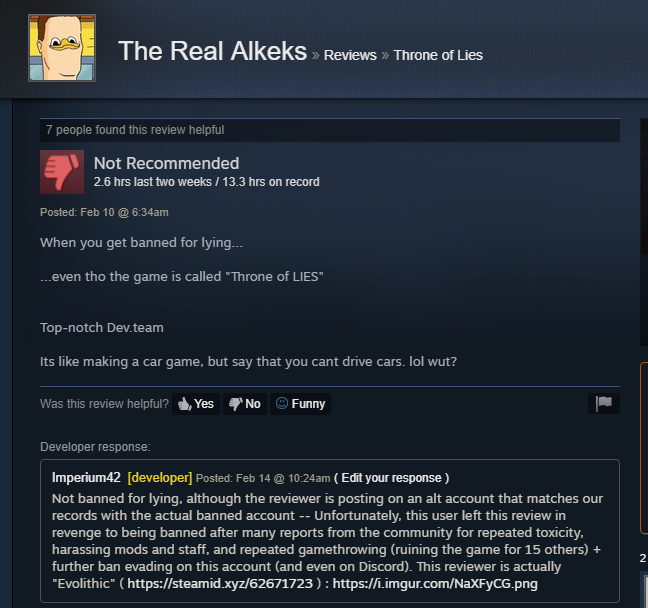 The Real Alkeks » Reviews » Throne of Lies
7 people found this review helpful
Not Recommended
2.6 hrs last two weeks / 13.3 hrs on record
Posted: Feb 10 @ 6:34am
When you get banned for lying...
...even tho the game is called "Throne of LIES"
Top-notch Dev.team
Its like making a car game, but say that you cant drive cars. lol wut?
Was this review helpful? Yes No Funny
Developer response:
Imperium42 [developer] Posted: Feb 14 @ 10:24am ( Edit your response )
Not banned for lying, although the reviewer is posting on an alt account that matches our
records with the actual banned account -- Unfortunately, this user left this review in
revenge to being banned after many reports from the community for repeated toxicity,
harassing mods and staff, and repeated gamethrowing (ruining the game for 15 others) +
further ban evading on this account (and even on Discord). This reviewer is actually
"Evolithic" ( https://steamid.xyz/62671723 ) : https://i.imgur.com/NaXFyCG.png
2